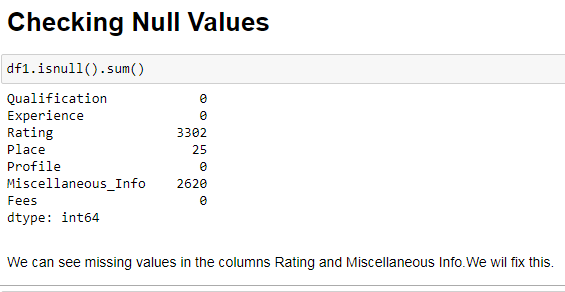 Checking Null Values
df1.isnull().sum()
Qualification 0
Experience 0
Rating 3302
Place 25
Profile 0
Miscellaneous_Info 2620
Fees 0
dtype: int64
We can see missing values in the columns Rating and Miscellaneous Info.We wil fix this.